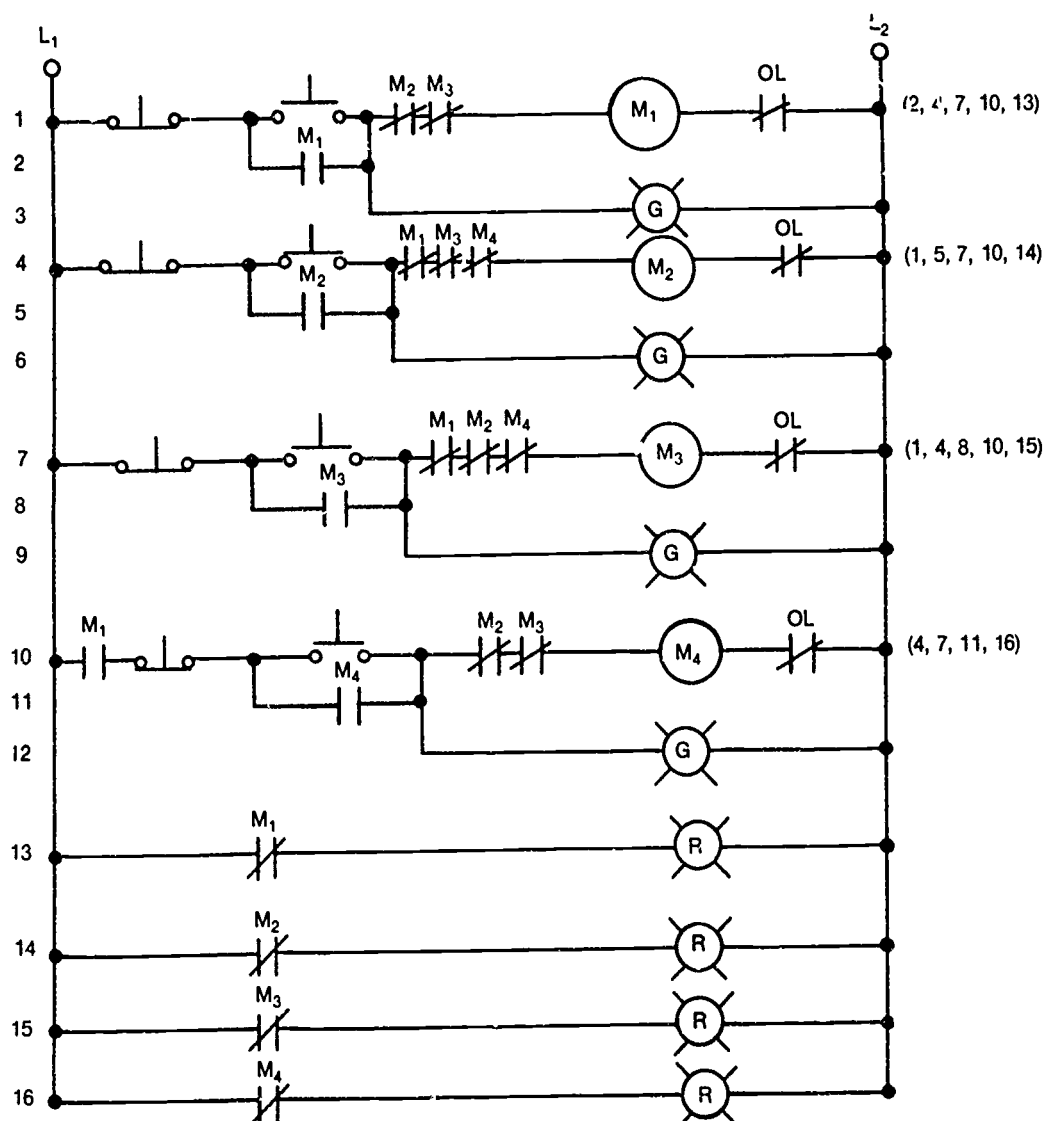 L1 L2
M2 M3 OL
1 M1 (2, 4, 7, 10, 13)
M1
2
3 G
M1 M3 M4 OL
4 M2 (1, 5, 7, 10, 14)
M2
5
6 G
M1 M2 M4 OL
7 M3 (1, 4, 8, 10, 15)
M3
8
9 G
M1 M2 M3 OL
10 M4 (4, 7, 11, 16)
M4
11
12 G
M1
13 R
M2
14 R
M3
15 R
M4
16 R